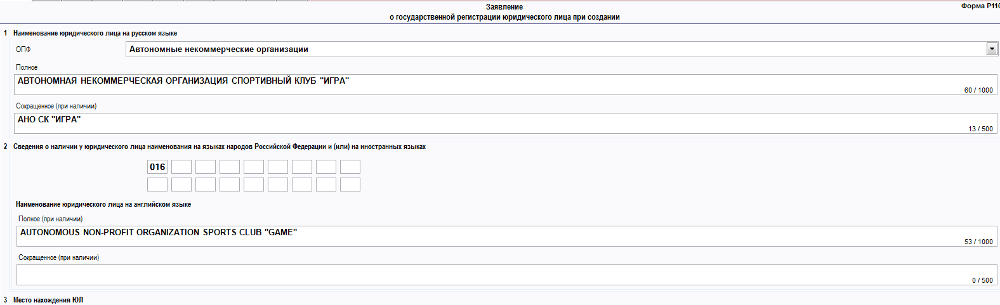 Заявление
Форма Р110
о государственной регистрации юридического лица при создании
1 Наименование юридического лица на русском языке
ОПФ Автономные некоммерческие организации
Полное
АВТОНОМНАЯ НЕКОММЕРЧЕСКАЯ ОРГАНИЗАЦИЯ СПОРТИВНЫЙ КЛУБ "ИГРА"
60 / 1000
Сокращенное (при наличии)
АНО СК "ИГРА"
13 / 500
2 Сведения о наличии у юридического лица наименования на языках народов Российской Федерации и (или) на иностранных языках
016
Наименование юридического лица на английском языке
Полное (при наличии)
AUTONOMOUS NON-PROFIT ORGANIZATION SPORTS CLUB "GAME"
53 / 1000
Сокращенное (при наличии)
0 / 500
3 Место нахождения ЮЛ